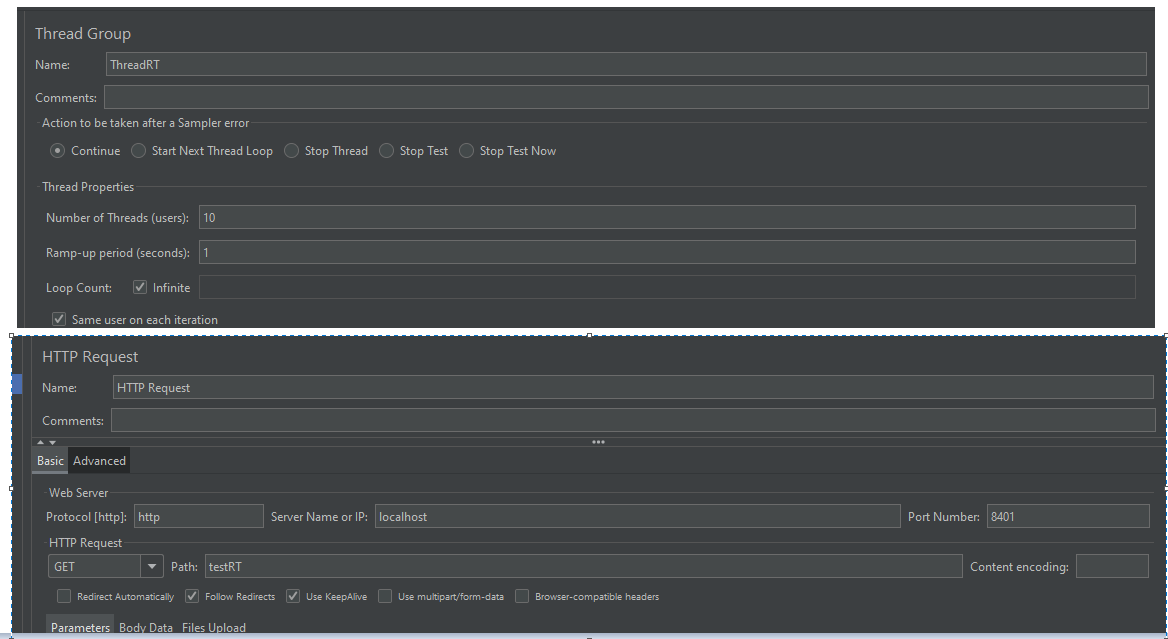 Thread Group
Name: ThreadRT
Comments:
Action to be taken after a Sampler error
Continue Start Next Thread Loop Stop Thread Stop Test Stop Test Now
Thread Properties
Number of Threads (users): 10
Ramp-up period (seconds): 1
Loop Count: Infinite
Same user on each iteration
HTTP Request
Name: HTTP Request
Comments:
Basic Advanced
Web Server
Protocol [http]: http Server Name or IP: localhost Port Number: 8401
HTTP Request
GET Path: testRT Content encoding:
Redirect Automatically Follow Redirects Use KeepAlive Use multipart/form-data Browser-compatible headers
Parameters Body Data Files Upload